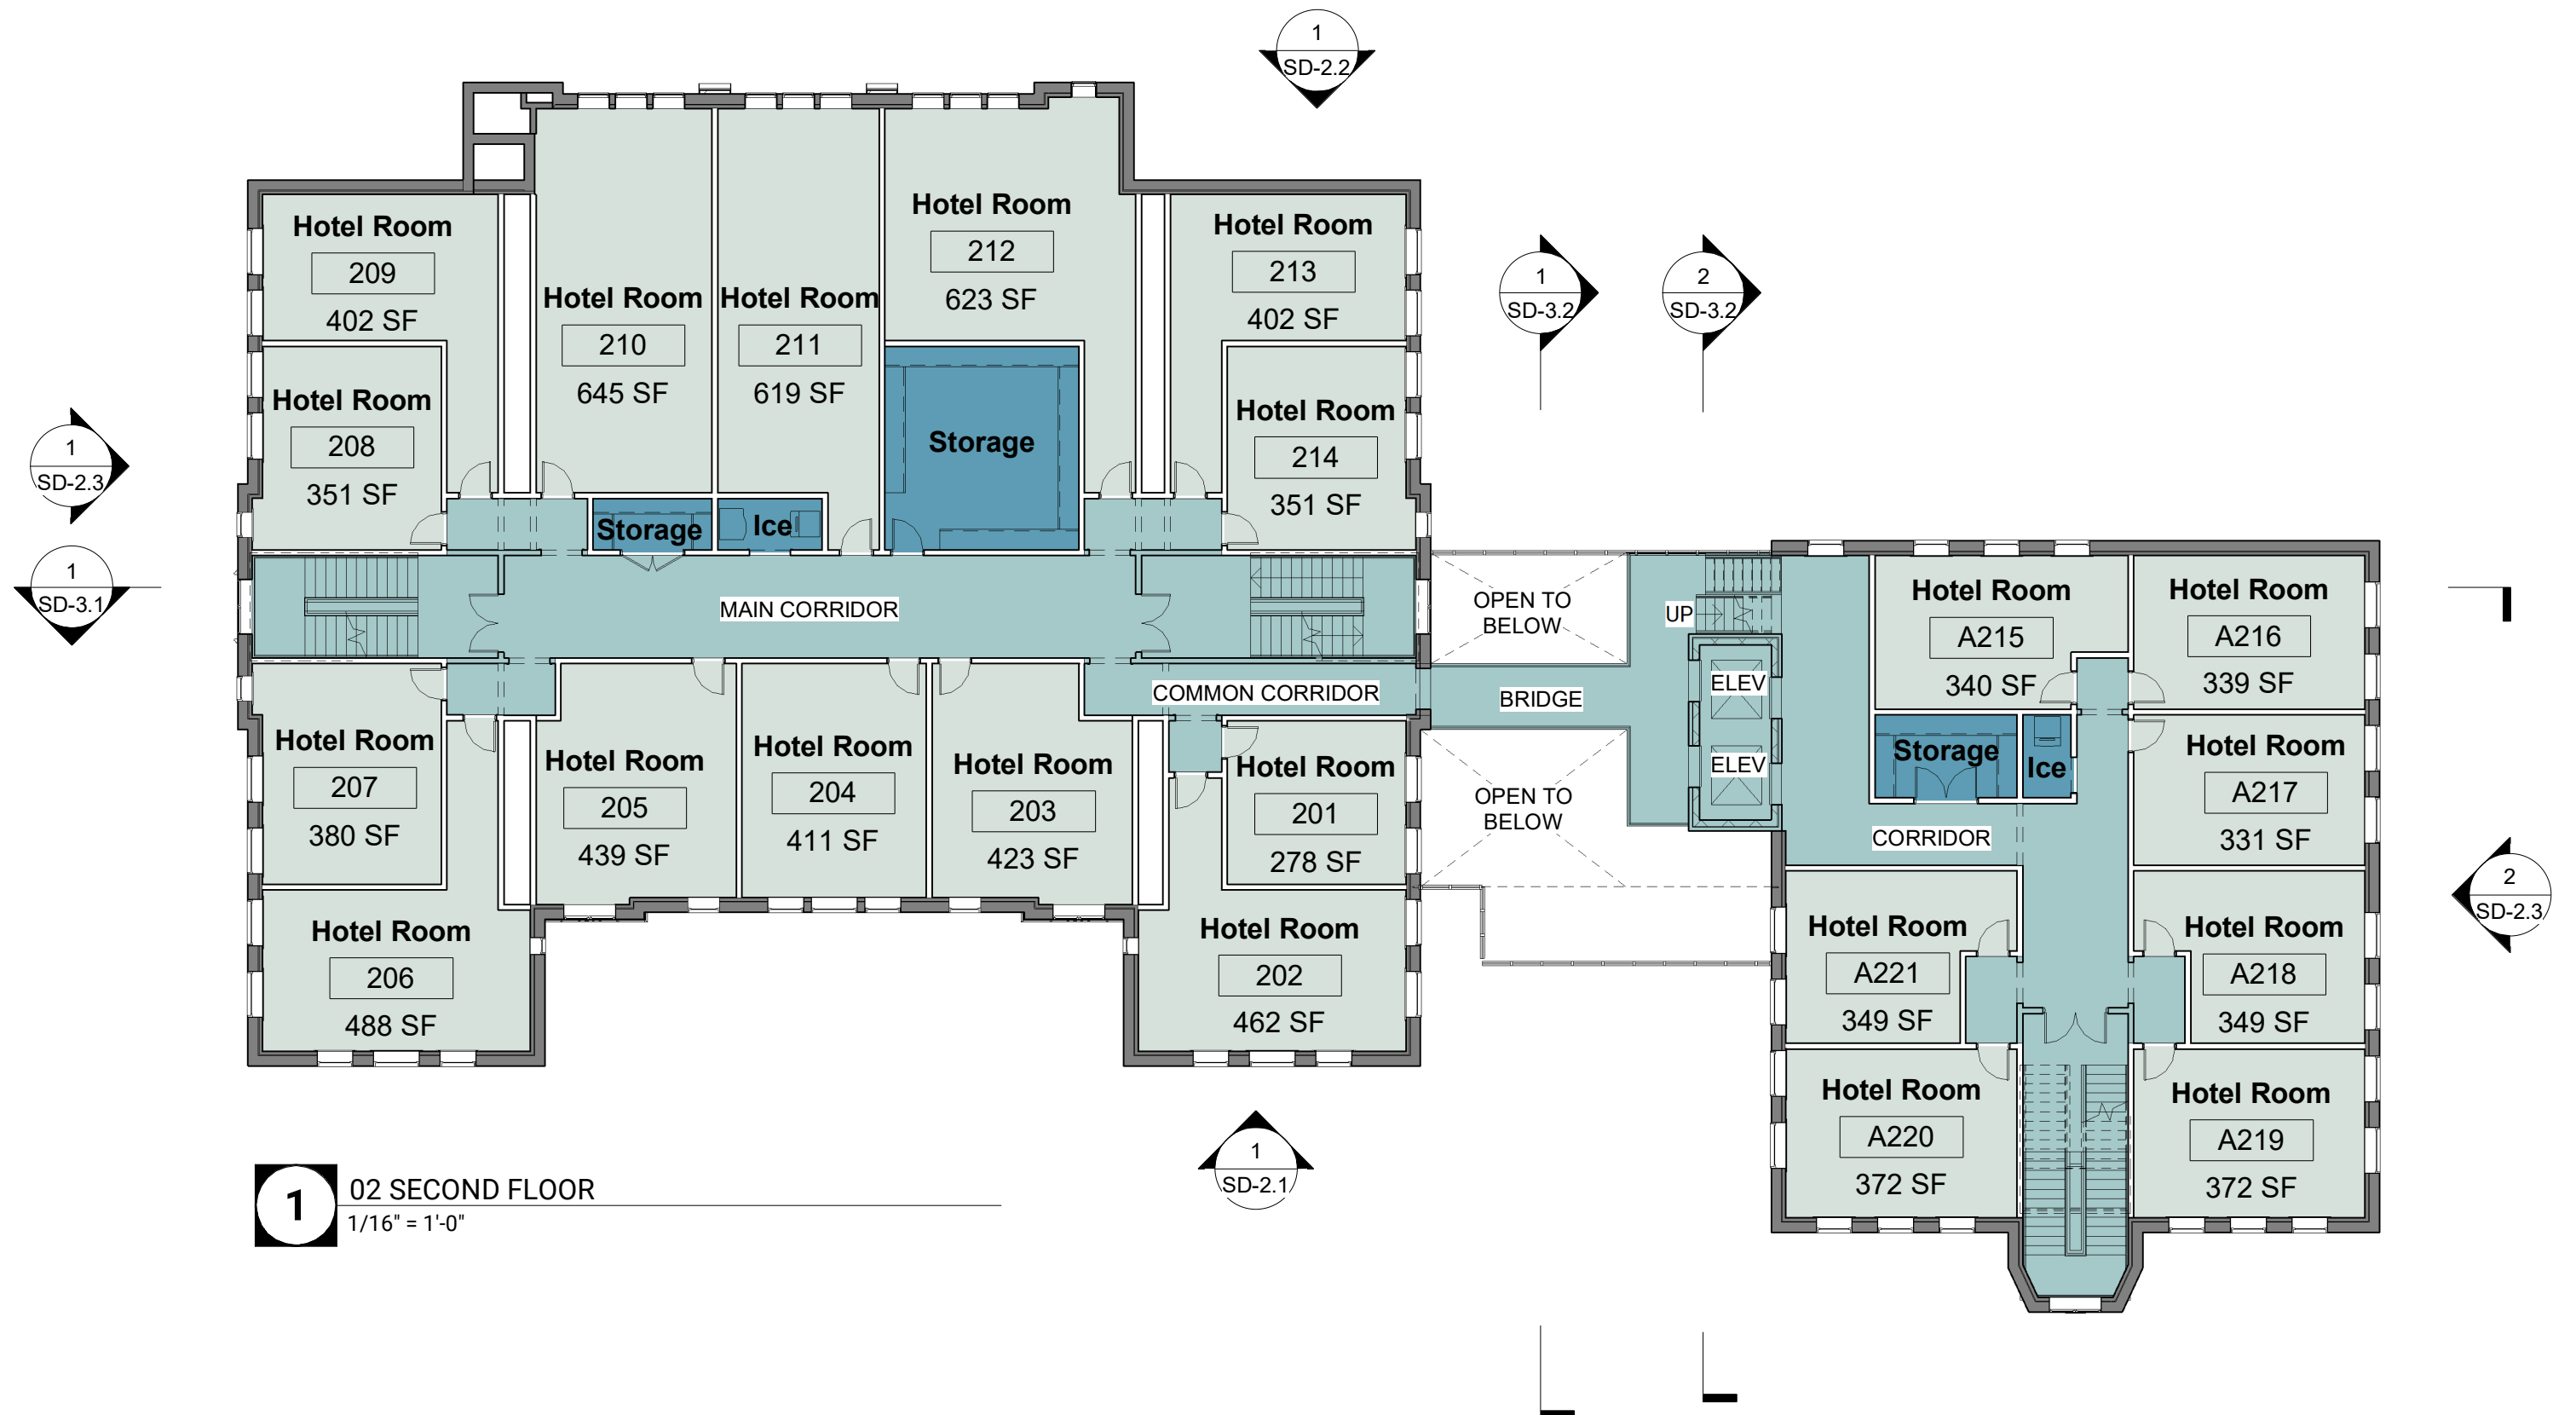 1
SD-2.2
Hotel Room
209
402 SF
Hotel Room
210
645 SF
Hotel Room
211
619 SF
Hotel Room
212
623 SF
Hotel Room
213
402 SF
1
SD-3.2
2
SD-3.2
Hotel Room
208
351 SF
Storage
Hotel Room
214
351 SF
1
SD-2.3
Storage
Ice
1
SD-3.1
MAIN CORRIDOR
OPEN TO
BELOW
UP
Hotel Room
A215
340 SF
Hotel Room
A216
339 SF
COMMON CORRIDOR
BRIDGE
ELEV
ELEV
Storage
Ice
Hotel Room
A217
331 SF
Hotel Room
207
380 SF
Hotel Room
205
439 SF
Hotel Room
204
411 SF
Hotel Room
203
423 SF
Hotel Room
201
278 SF
OPEN TO
BELOW
CORRIDOR
2
SD-2.3
Hotel Room
206
488 SF
Hotel Room
202
462 SF
Hotel Room
A221
349 SF
Hotel Room
A218
349 SF
Hotel Room
A220
372 SF
Hotel Room
A219
372 SF
1
SD-2.1
1
02 SECOND FLOOR
1/16" = 1'-0"